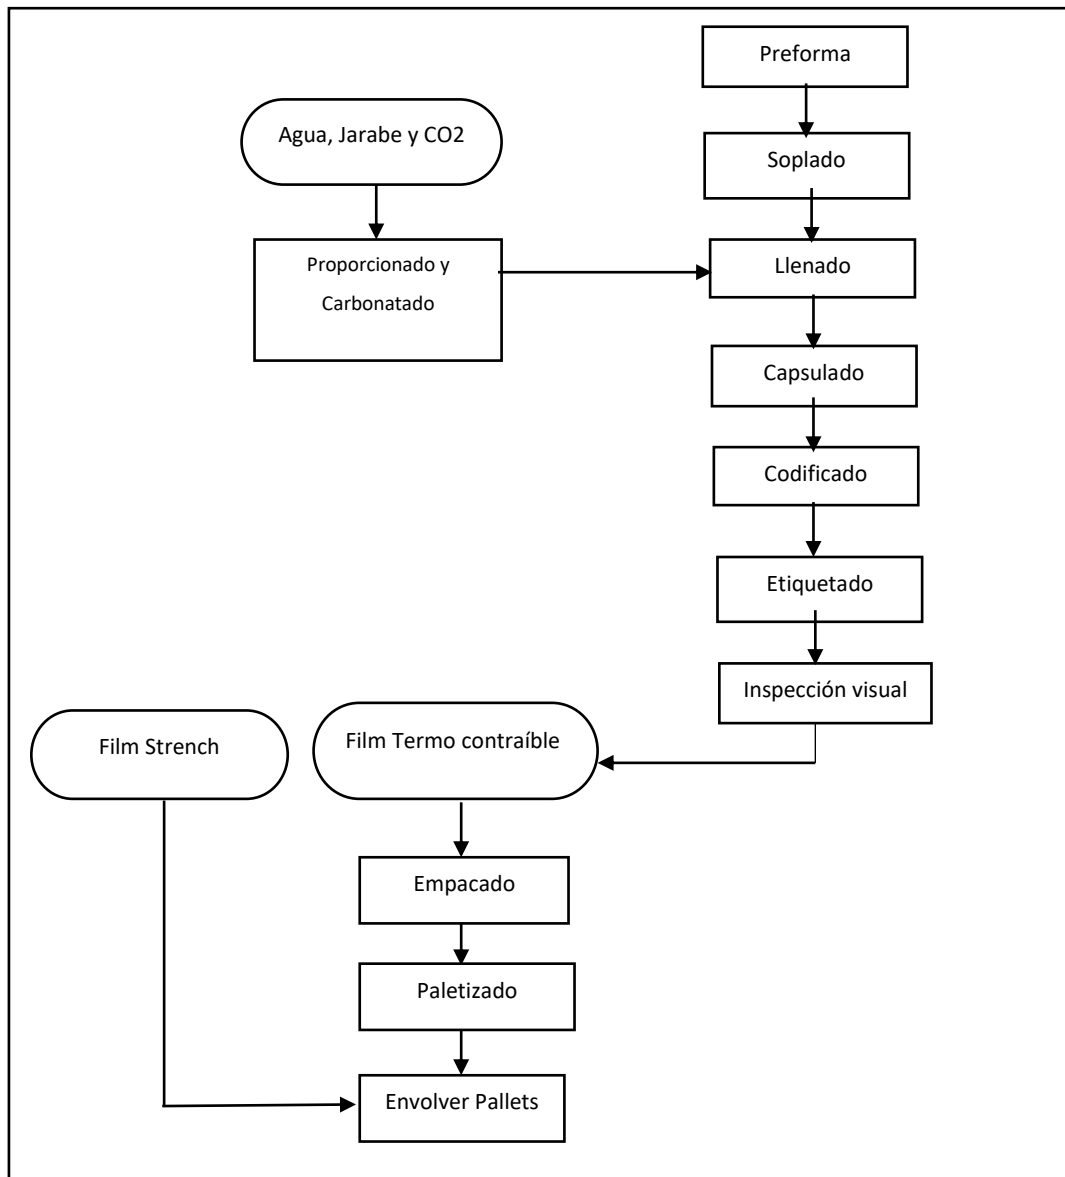 Preforma
Agua, Jarabe y CO2
Soplado
Proporcionado y
Carbonatado
Llenado
Capsulado
Codificado
Etiquetado
Inspección visual
Film Strench
Film Termo contraíble
Empacado
Paletizado
Envolver Pallets